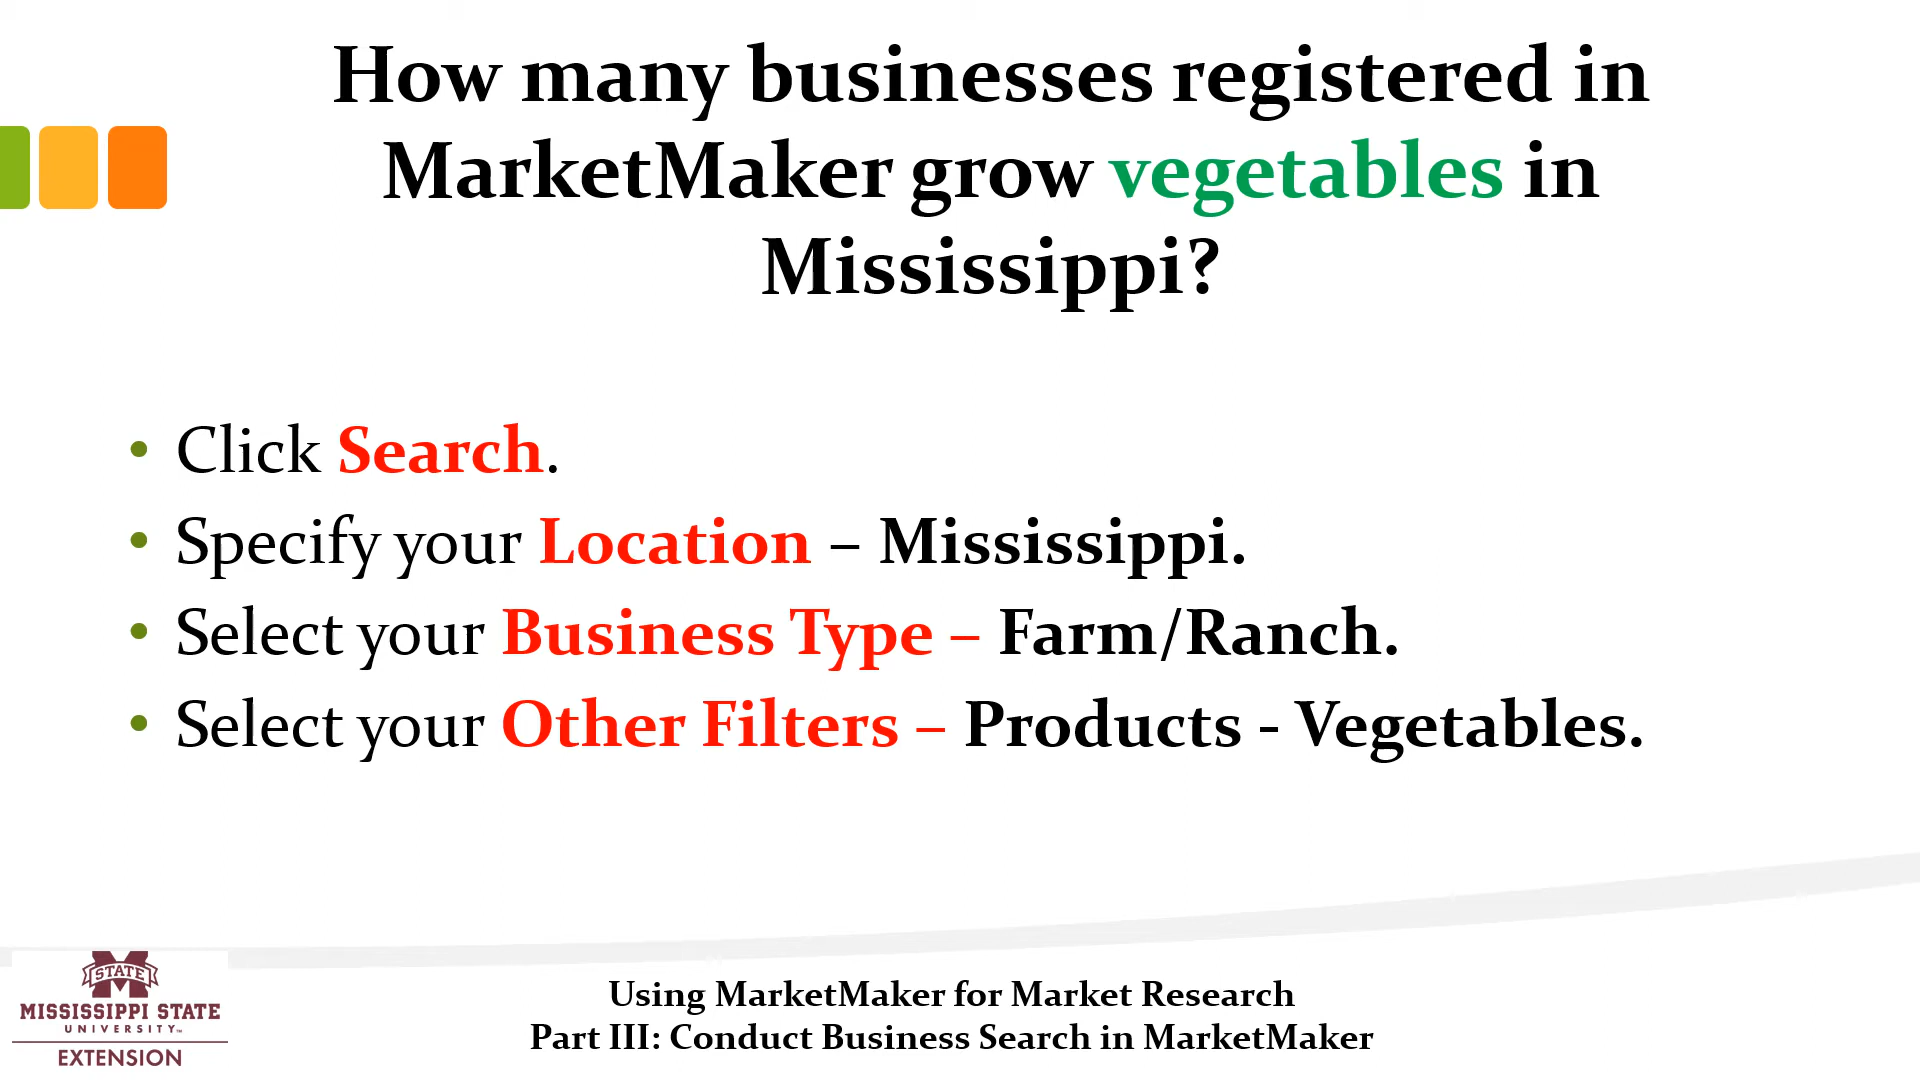 How many businesses registered in
MarketMaker grow vegetables in
Mississippi?
• Click Search.
• Specify your Location – Mississippi.
• Select your Business Type – Farm/Ranch.
• Select your Other Filters – Products - Vegetables.
STATE
MISSISSIPPI STATE
UNIVERSITY™
EXTENSION
Using MarketMaker for Market Research
Part III: Conduct Business Search in MarketMaker